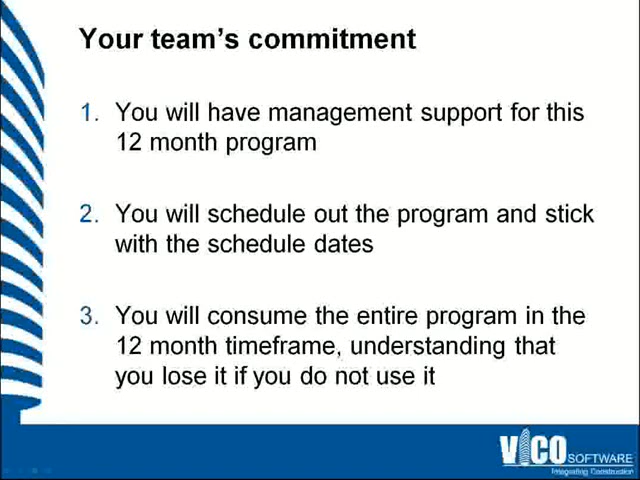 Your team's commitment
1. You will have management support for this
12 month program
2. You will schedule out the program and stick
with the schedule dates
3. You will consume the entire program in the
12 month timeframe, understanding that
you lose it if you do not use it
VICO SOFTWARE
Integrating Construction